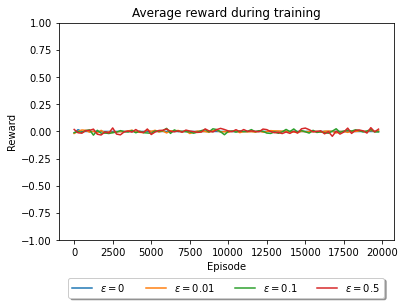 Average reward during training
1.00
0.75
0.50
0.25
0.00
−0.25
−0.50
−0.75
−1.00
Reward
0 2500 5000 7500 10000 12500 15000 17500 20000
Episode
ε = 0 ε = 0.01 ε = 0.1 ε = 0.5